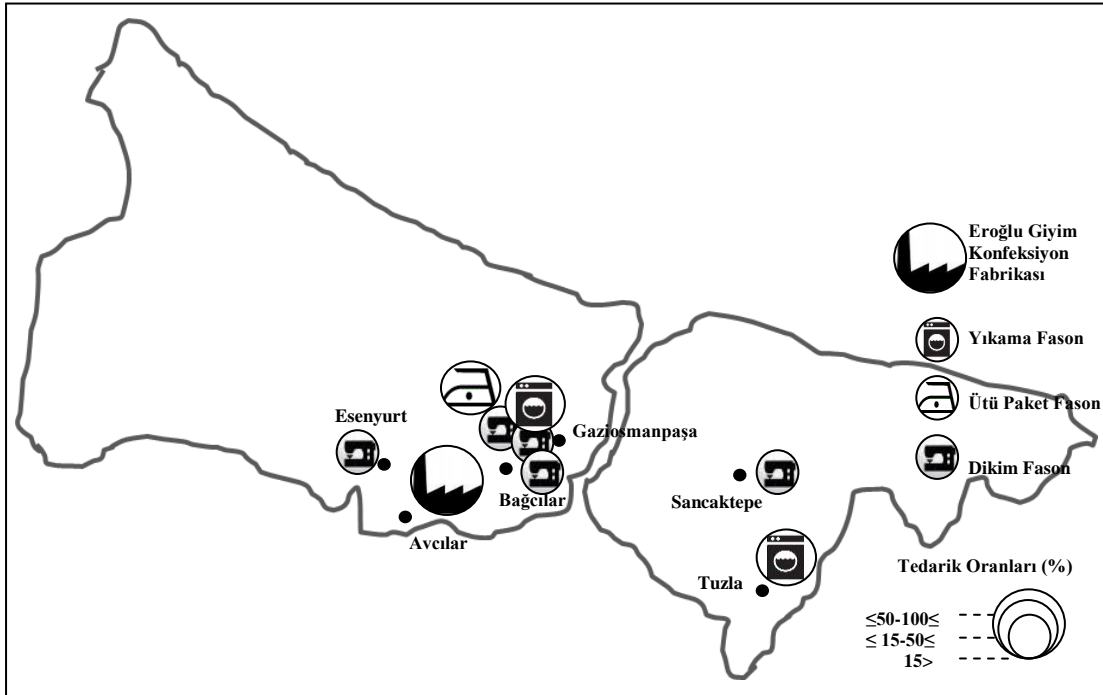 Eroğlu Giyim
Konfeksiyon
Fabrikası
Yıkama Fason
Ütü Paket Fason
Dikim Fason
Esenyurt
Gaziosmanpaşa
Bağcılar
Avcılar
Sancaktepe
Tuzla
Tedarik Oranları (%)
≤50-100≤
≤ 15-50≤
15>